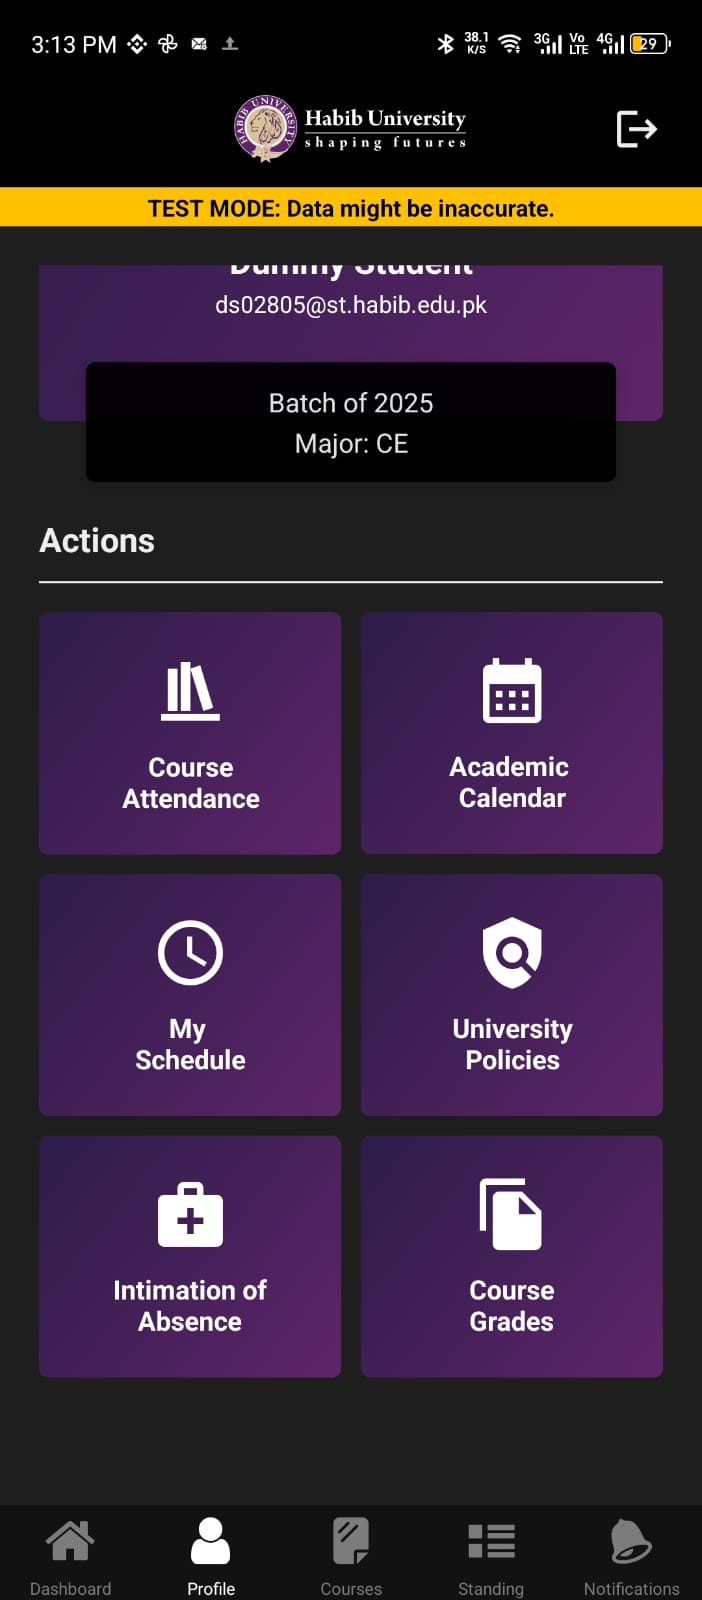 3:13 PM
38.1 K/S
3G
Vo LTE
4G
29
HABIB UNIVERSITY
Habib University
shaping futures
TEST MODE: Data might be inaccurate.
Dummy Student
ds02805@st.habib.edu.pk
Batch of 2025
Major: CE
Actions
Course
Attendance
Academic
Calendar
My
Schedule
University
Policies
Intimation of
Absence
Course
Grades
Dashboard
Profile
Courses
Standing
Notifications